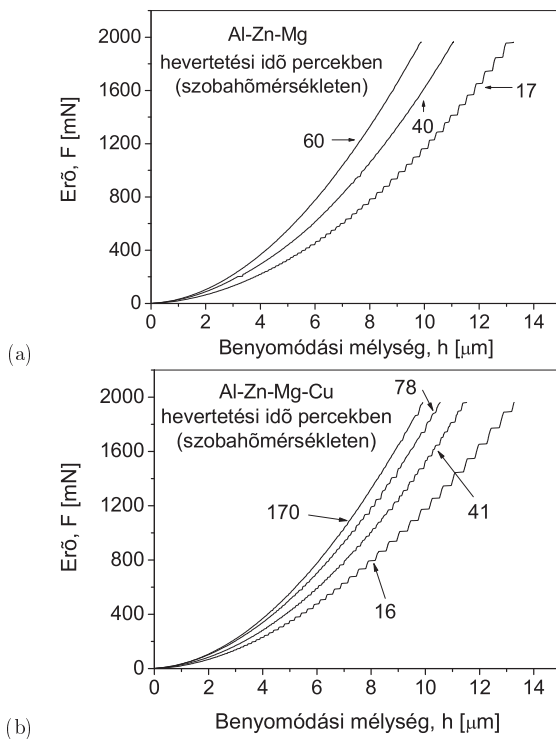 Al-Zn-Mg
hevertetési idõ percekben
(szobahõmérsékleten)
17
60
40
Erõ, F [mN]
2000
1600
1200
800
400
0
0 2 4 6 8 10 12 14
Benyomódási mélység, h [μm]
(a)
Al-Zn-Mg-Cu
hevertetési idõ percekben
(szobahõmérsékleten)
78
170
41
16
Erõ, F [mN]
2000
1600
1200
800
400
0
0 2 4 6 8 10 12 14
Benyomódási mélység, h [μm]
(b)